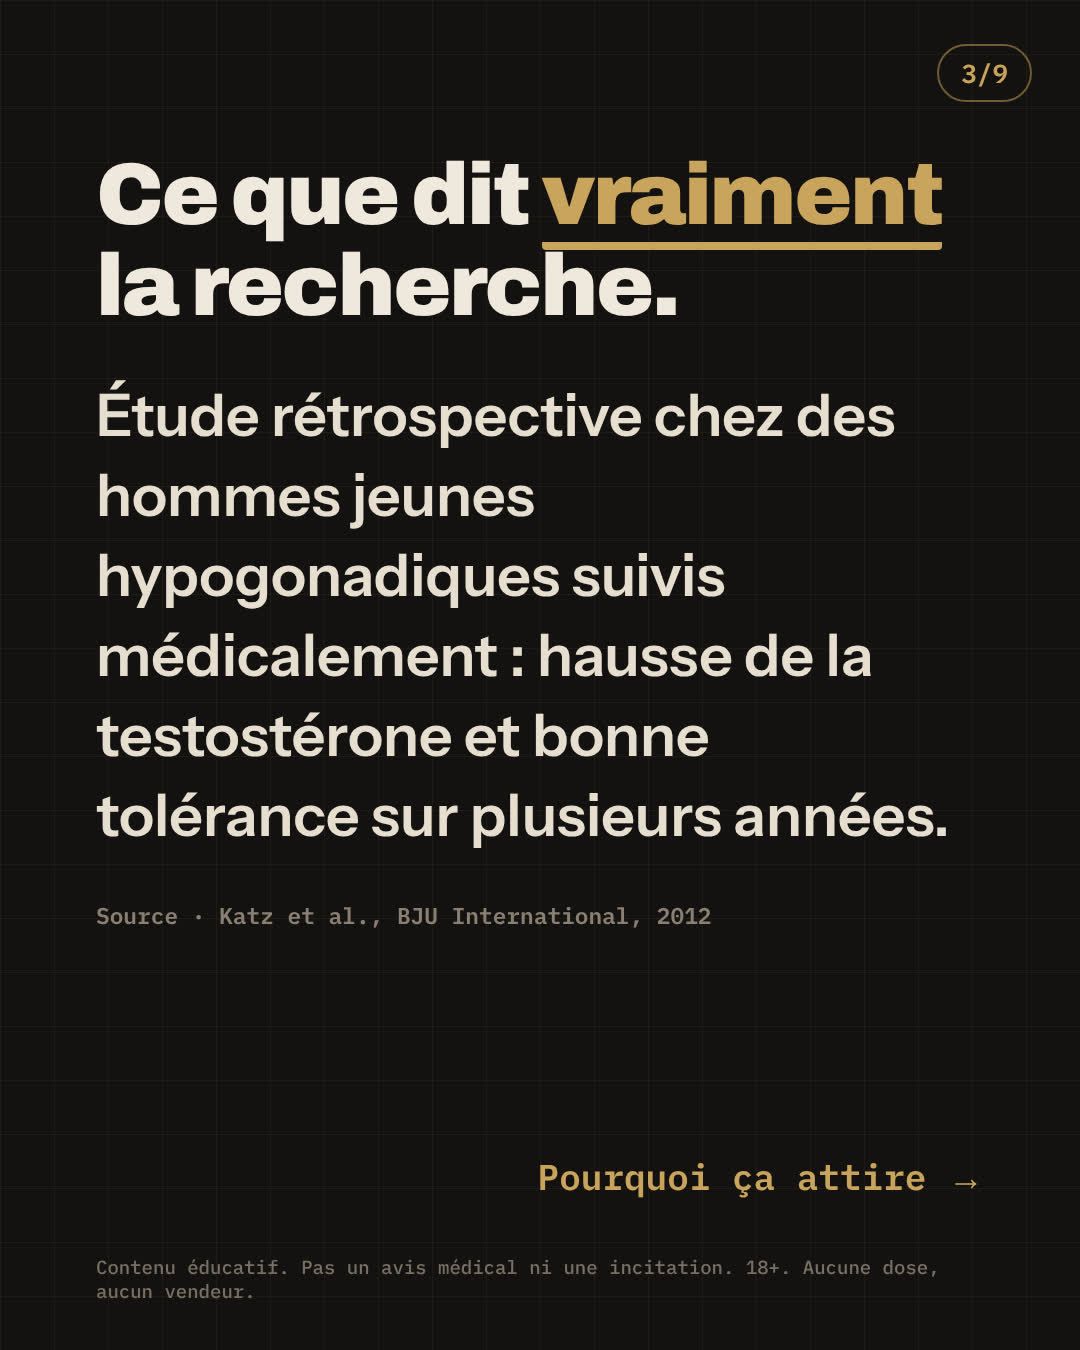 3/9
Ce que dit vraiment
la recherche.
Étude rétrospective chez des
hommes jeunes
hypogonadiques suivis
médicalement : hausse de la
testostérone et bonne
tolérance sur plusieurs années.
Source · Katz et al., BJU International, 2012
Pourquoi ça attire →
Contenu éducatif. Pas un avis médical ni une incitation. 18+. Aucune dose,
aucun vendeur.